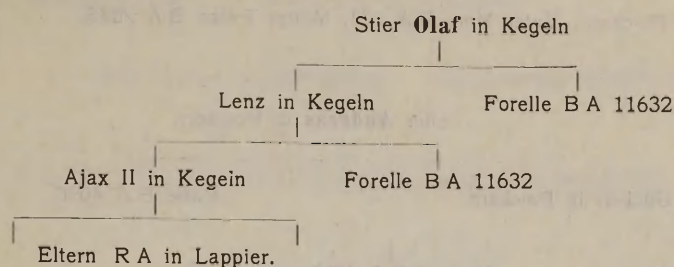 Stier Olaf in Kegeln
Lenz in Kegeln Forelle B A 11632
Ajax II in Kegein Forelle B A 11632
Eltern R A in Lappier.